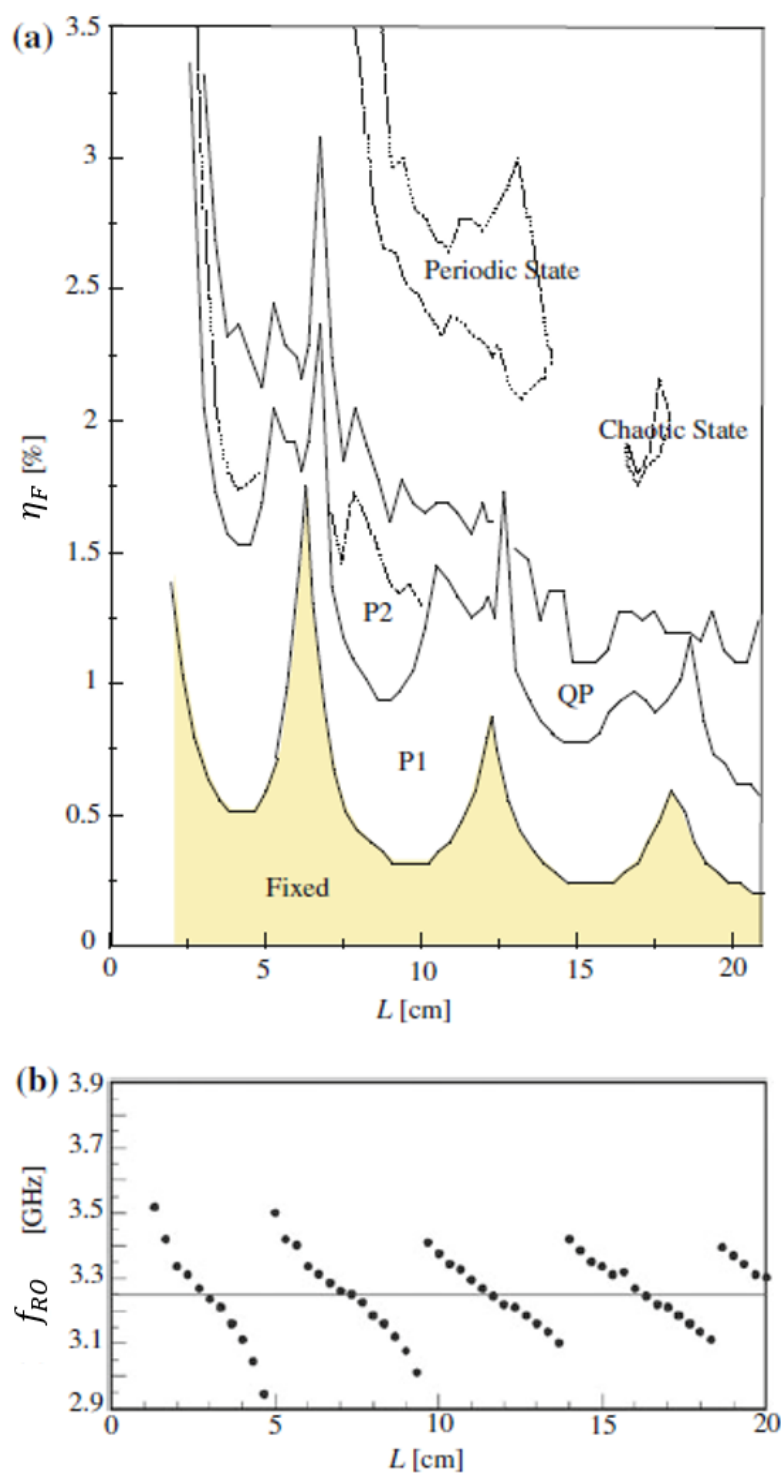 (a)
3.5
3
2.5
2
1.5
1
0.5
0
η_F [%]
Periodic State
Chaotic State
P2
QP
P1
Fixed
0 5 10 15 20
L [cm]
(b)
3.9
3.7
3.5
3.3
3.1
2.9
f_RO [GHz]
0 5 10 15 20
L [cm]